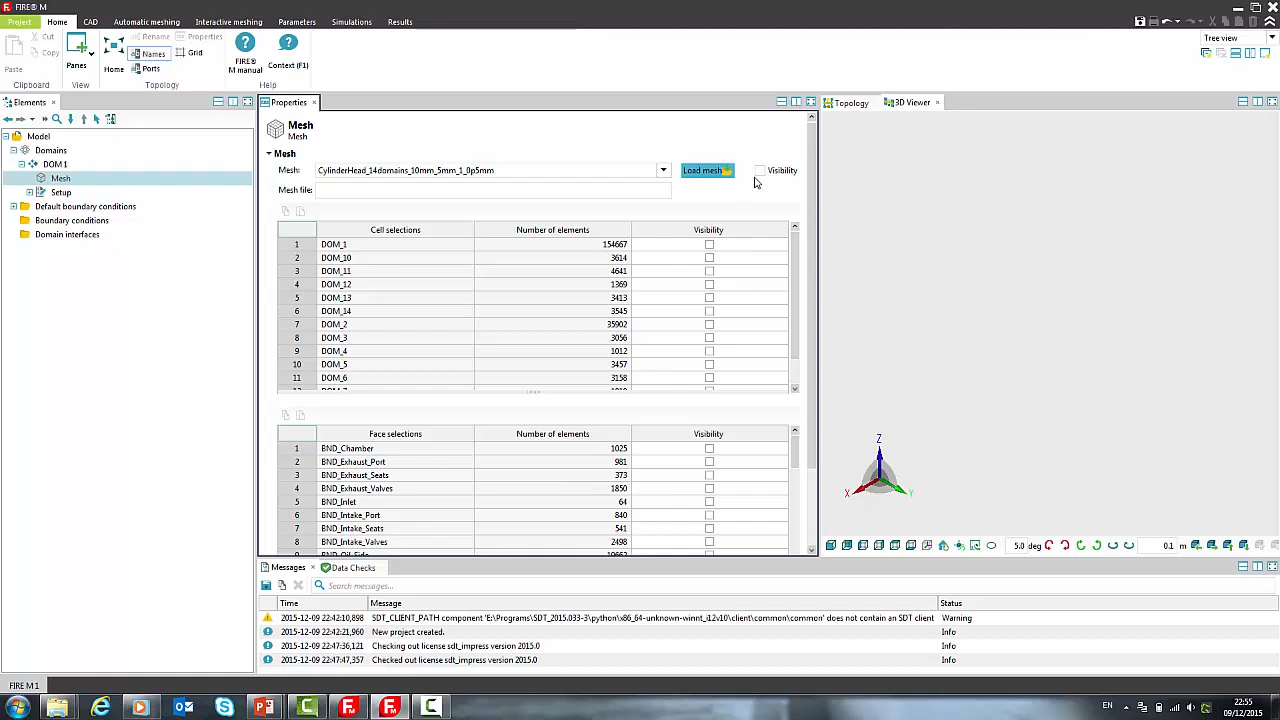 FIRE® M
Project
Home
CAD
Automatic meshing
Interactive meshing
Parameters
Simulations
Results
Paste
Cut
Copy
Clipboard
Panes
View
Home
Rename
Names
Ports
Properties
Grid
Topology
FIRE®
M manual
Context (F1)
Help
Tree view
Elements
Model
Domains
DOM 1
Mesh
Setup
Default boundary conditions
Boundary conditions
Domain interfaces
Properties
Mesh
Mesh
Mesh
Mesh: CylinderHead_14domains_10mm_5mm_1_0p5mm Load mesh Visibility
Mesh file:
Cell selections Number of elements Visibility
1 DOM_1 154667
2 DOM_10 3614
3 DOM_11 4641
4 DOM_12 1369
5 DOM_13 3413
6 DOM_14 3545
7 DOM_2 35902
8 DOM_3 3056
9 DOM_4 1012
10 DOM_5 3457
11 DOM_6 3158
Face selections Number of elements Visibility
1 BND_Chamber 1025
2 BND_Exhaust_Port 981
3 BND_Exhaust_Seats 373
4 BND_Exhaust_Valves 1850
5 BND_Inlet 64
6 BND_Intake_Port 840
7 BND_Intake_Seats 541
8 BND_Intake_Valves 2498
Topology
3D Viewer
Z
X
Y
5.0 deg
0.1 m
Messages
Data Checks
Search messages...
Time Message Status
2015-12-09 22:42:10,898 SDT_CLIENT_PATH component 'E:\Programs\SDT_2015.033-3\python\x86_64-unknown-winnt_i12v10\client\common\common' does not contain an SDT client Warning
2015-12-09 22:42:21,960 New project created. Info
2015-12-09 22:47:36,121 Checking out license sdt_impress version 2015.0 Info
2015-12-09 22:47:47,357 Checked out license sdt_impress version 2015.0 Info
FIRE M 1
EN
22:55
09/12/2015